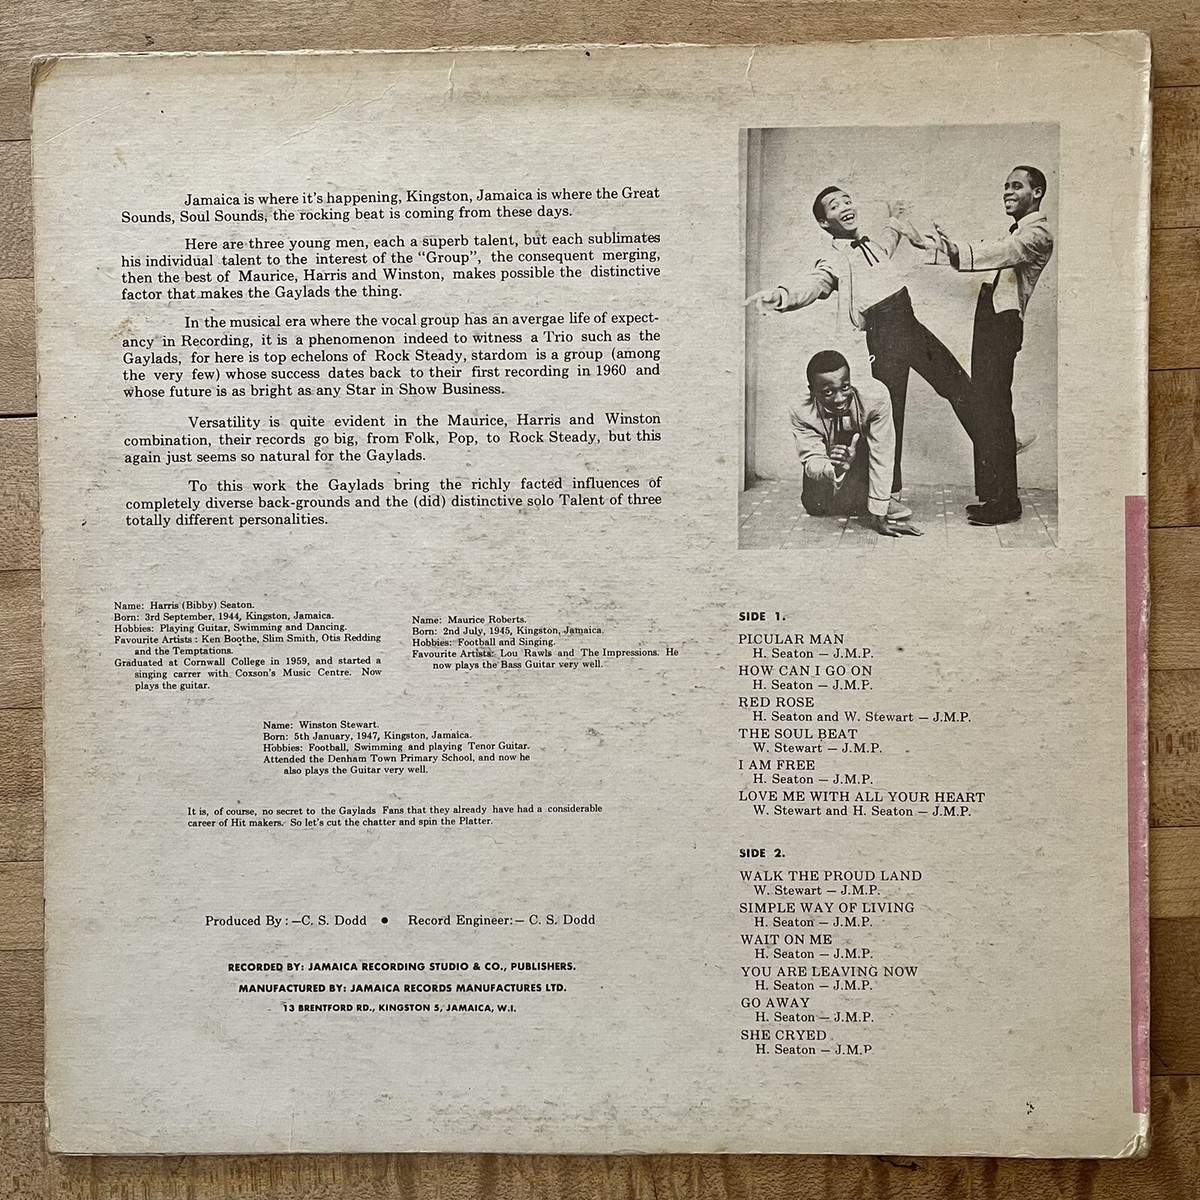 Jamaica is where it's happening, Kingston, Jamaica is where the Great
Sounds, Soul Sounds, the rocking beat is coming from these days.
Here are three young men, each a superb talent, but each sublimates
his individual talent to the interest of the "Group", the consequent merging,
then the best of Maurice, Harris and Winston, makes possible the distinctive
factor that makes the Gaylads the thing.
In the musical era where the vocal group has an avergae life of expect-
ancy in Recording, it is a phenomenon indeed to witness a Trio such as the
Gaylads, for here is top echelons of Rock Steady, stardom is a group (among
the very few) whose success dates back to their first recording in 1960 and
whose future is as bright as any Star in Show Business.
Versatility is quite evident in the Maurice, Harris and Winston
combination, their records go big, from Folk, Pop, to Rock Steady, but this
again just seems so natural for the Gaylads.
To this work the Gaylads bring the richly facted influences of
completely diverse back-grounds and the (did) distinctive solo Talent of three
totally different personalities.
Name: Harris (Bibby) Seaton.
Born: 3rd September, 1944, Kingston, Jamaica.
Hobbies: Playing Guitar, Swimming and Dancing.
Favourite Artists : Ken Boothe, Slim Smith, Otis Redding
and the Temptations.
Graduated at Cornwall College in 1959, and started a
singing carrer with Coxson's Music Centre. Now
plays the guitar.
Name: Maurice Roberts.
Born: 2nd July, 1945, Kingston, Jamaica.
Hobbies: Football and Singing.
Favourite Artists: Lou Rawls and The Impressions. He
now plays the Bass Guitar very well.
Name: Winston Stewart.
Born: 5th January, 1947, Kingston, Jamaica.
Hobbies: Football, Swimming and playing Tenor Guitar.
Attended the Denham Town Primary School, and now he
also plays the Guitar very well.
It is, of course, no secret to the Gaylads Fans that they already have had a considerable
career of Hit makers. So let's cut the chatter and spin the Platter.
Produced By : —C. S. Dodd ● Record Engineer: — C. S. Dodd
RECORDED BY: JAMAICA RECORDING STUDIO & CO., PUBLISHERS.
MANUFACTURED BY: JAMAICA RECORDS MANUFACTURES LTD.
13 BRENTFORD RD., KINGSTON 5, JAMAICA, W.I.
SIDE 1.
PICULAR MAN
H. Seaton — J.M.P.
HOW CAN I GO ON
H. Seaton — J.M.P.
RED ROSE
H. Seaton and W. Stewart — J.M.P.
THE SOUL BEAT
W. Stewart — J.M.P.
I AM FREE
H. Seaton — J.M.P.
LOVE ME WITH ALL YOUR HEART
W. Stewart and H. Seaton — J.M.P.
SIDE 2.
WALK THE PROUD LAND
W. Stewart — J.M.P.
SIMPLE WAY OF LIVING
H. Seaton — J.M.P.
WAIT ON ME
H. Seaton — J.M.P.
YOU ARE LEAVING NOW
H. Seaton — J.M.P.
GO AWAY
H. Seaton — J.M.P.
SHE CRYED
H. Seaton — J.M.P